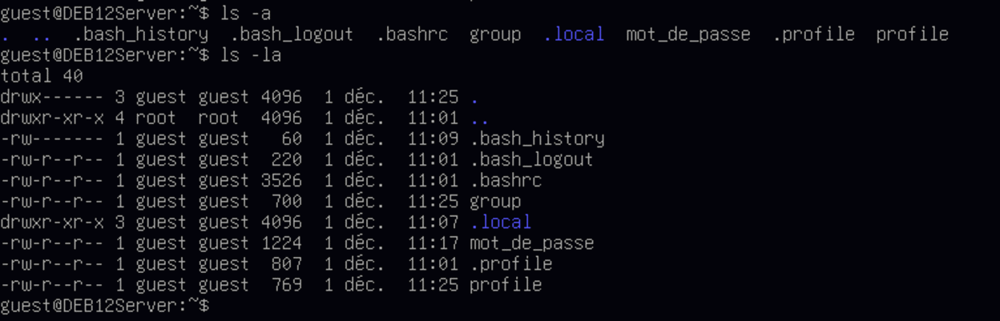 guest@DEB12Server:~$ ls -a
.  ..  .bash_history  .bash_logout  .bashrc  group  .local  mot_de_passe  .profile  profile
guest@DEB12Server:~$ ls -la
total 40
drwx------ 3 guest guest 4096  1 déc.  11:25 .
drwxr-xr-x 4 root  root  4096  1 déc.  11:01 ..
-rw------- 1 guest guest   60  1 déc.  11:09 .bash_history
-rw-r--r-- 1 guest guest  220  1 déc.  11:01 .bash_logout
-rw-r--r-- 1 guest guest 3526  1 déc.  11:01 .bashrc
-rw-r--r-- 1 guest guest  700  1 déc.  11:25 group
drwxr-xr-x 3 guest guest 4096  1 déc.  11:07 .local
-rw-r--r-- 1 guest guest 1224  1 déc.  11:17 mot_de_passe
-rw-r--r-- 1 guest guest  807  1 déc.  11:01 .profile
-rw-r--r-- 1 guest guest  769  1 déc.  11:25 profile
guest@DEB12Server:~$